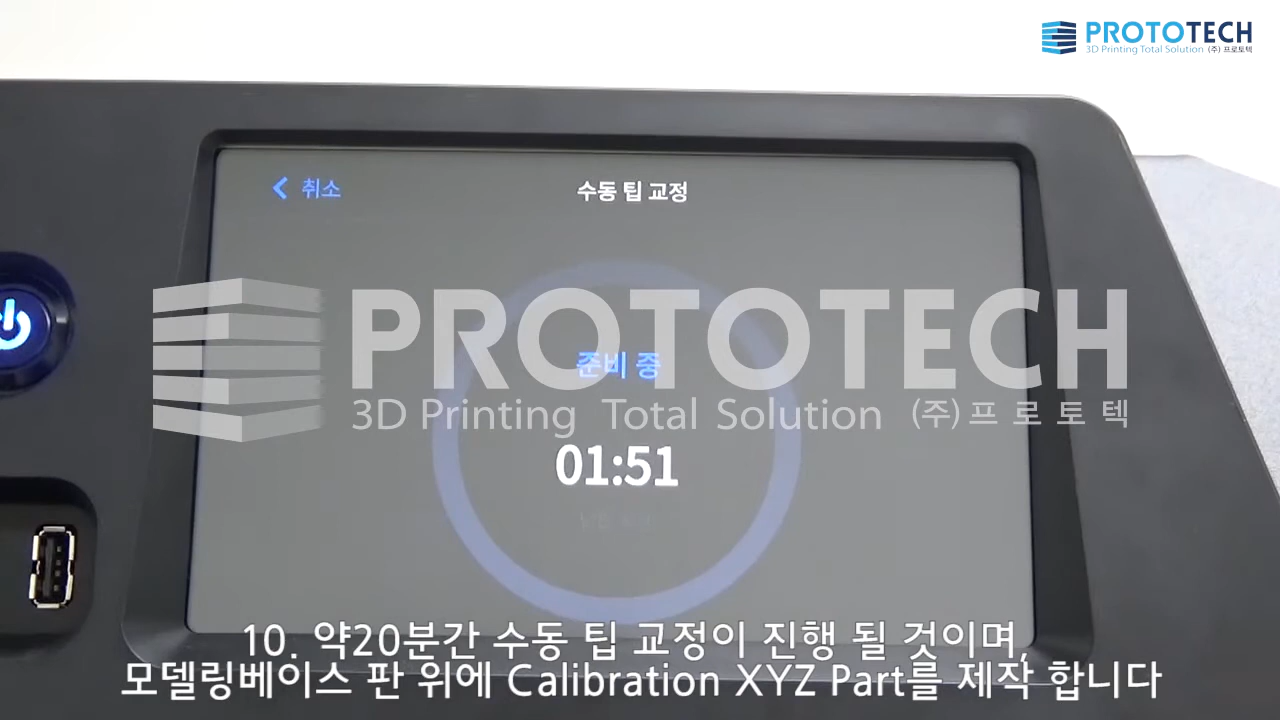 PROTOTECH
3D Printing Total Solution (주) 프로토텍
취소
수동 팁 교정
PROTOTECH
준비 중
3D Printing Total Solution (주)프로토텍
01:51
10. 약20분간 수동 팁 교정이 진행 될 것이며,
모델링베이스 판 위에 Calibration XYZ Part를 제작 합니다